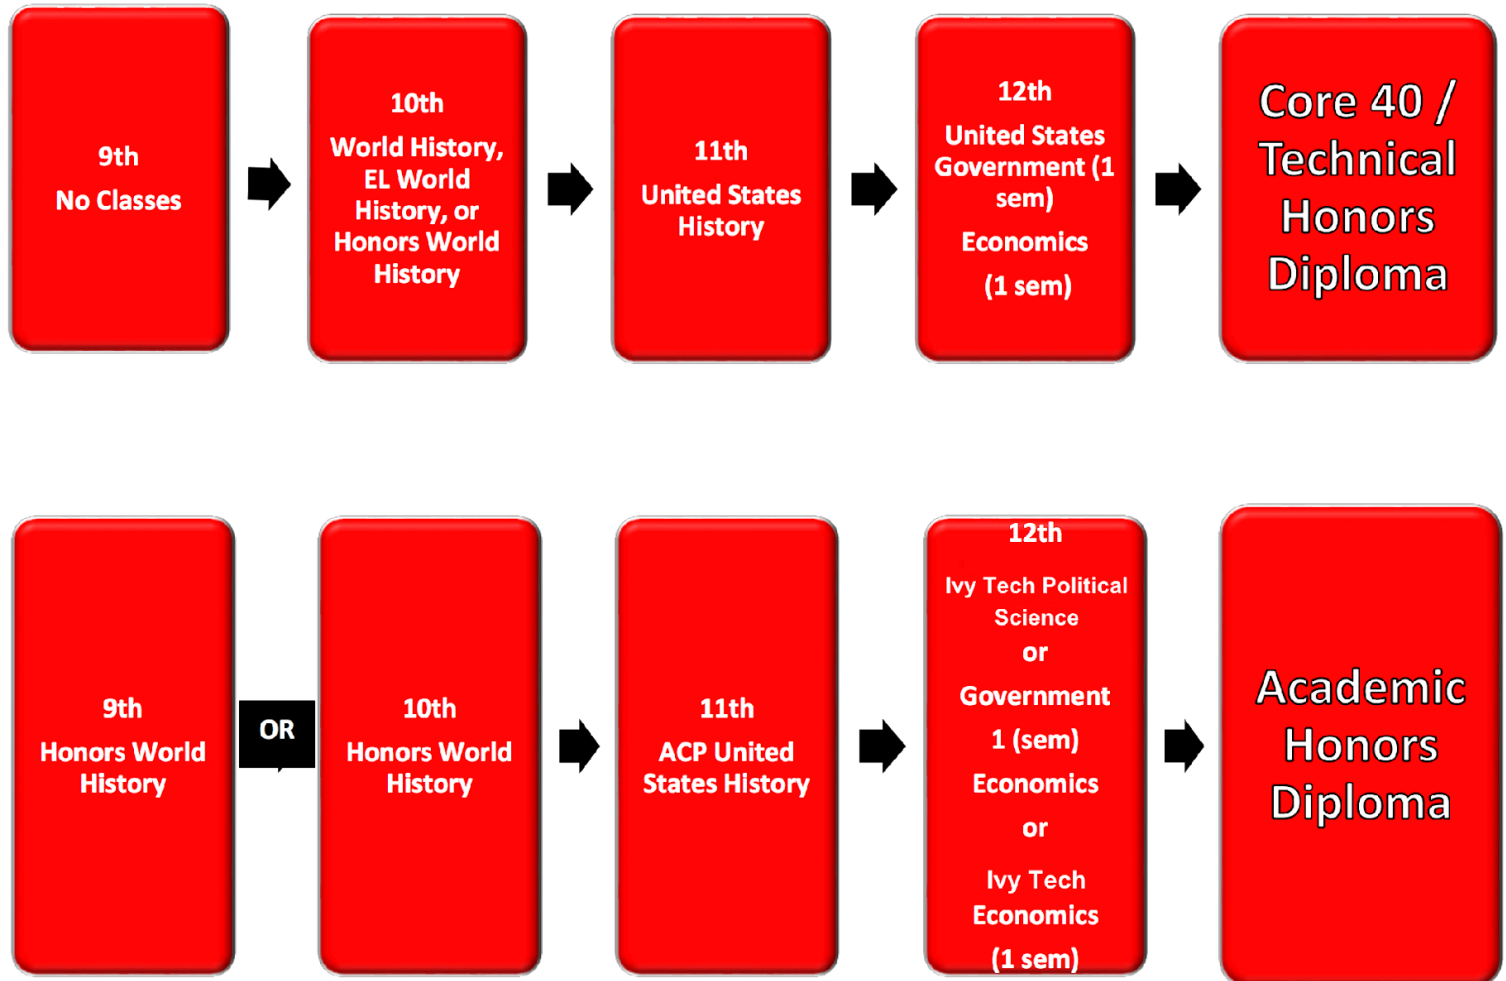 9th
No Classes
10th
World History,
EL World
History, or
Honors World
History
11th
United States
History
12th
United States
Government (1
sem)
Economics
(1 sem)
Core 40 /
Technical
Honors
Diploma
9th
Honors World
History
OR
10th
Honors World
History
11th
ACP United
States History
12th
Ivy Tech Political
Science
or
Government
1 (sem)
Economics
or
Ivy Tech
Economics
(1 sem)
Academic
Honors
Diploma